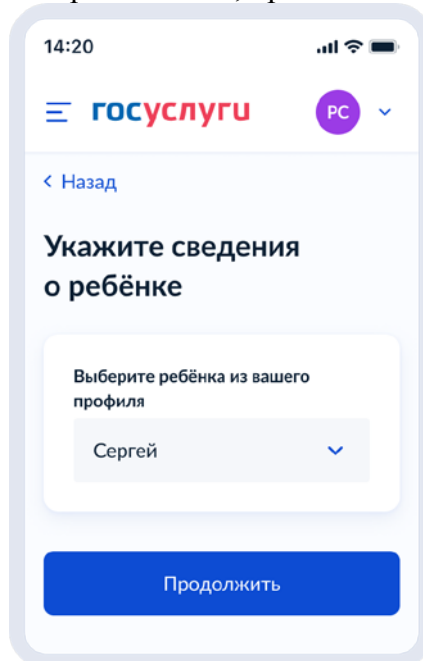 14:20
госуслуги
РС
Назад
Укажите сведения
о ребёнке
Выберите ребёнка из вашего
профиля
Сергей
Продолжить